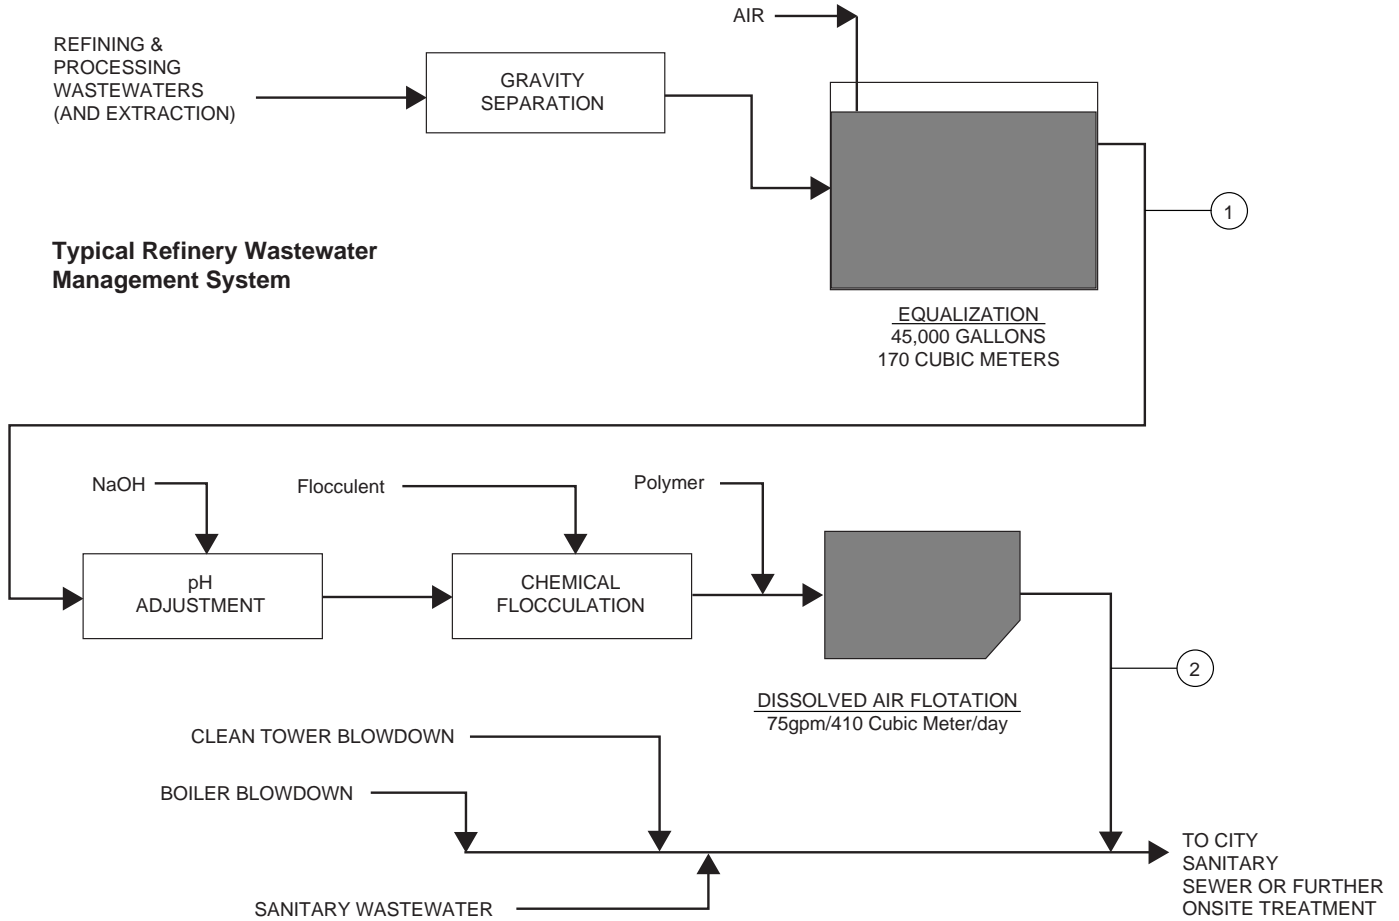 AIR
REFINING &
PROCESSING
WASTEWATERS
(AND EXTRACTION)
GRAVITY
SEPARATION
1
Typical Refinery Wastewater
Management System
EQUALIZATION
45,000 GALLONS
170 CUBIC METERS
NaOH
Flocculent
Polymer
pH
ADJUSTMENT
CHEMICAL
FLOCCULATION
2
DISSOLVED AIR FLOTATION
75gpm/410 Cubic Meter/day
CLEAN TOWER BLOWDOWN
BOILER BLOWDOWN
TO CITY
SANITARY
SEWER OR FURTHER
ONSITE TREATMENT
SANITARY WASTEWATER